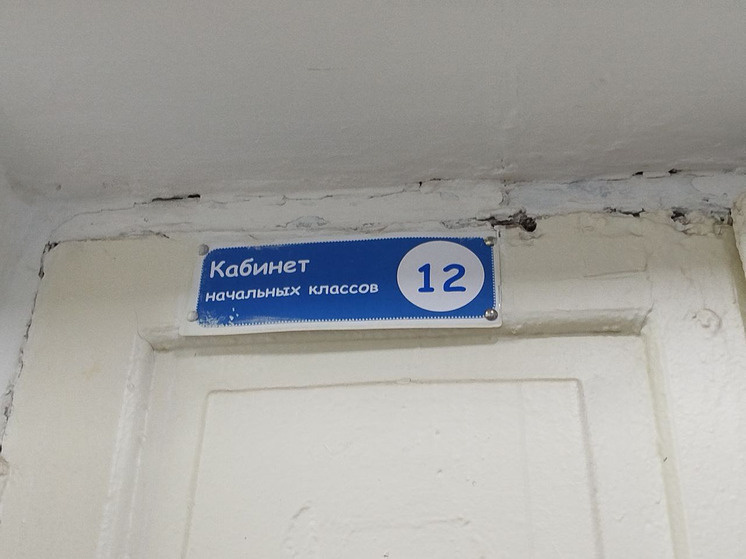 Кабинет
начальных классов
12